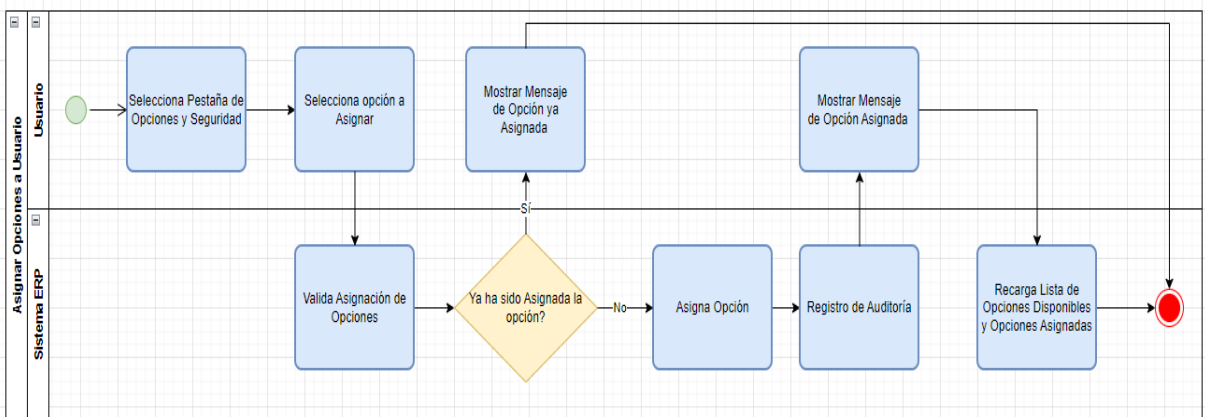 Asignar Opciones a Usuario
Usuario
Selecciona Pestaña de
Opciones y Seguridad
Selecciona opción a
Asignar
Mostrar Mensaje
de Opción ya
Asignada
Mostrar Mensaje
de Opción Asignada
Sí
Sistema ERP
Valida Asignación de
Opciones
Ya ha sido Asignada la
opción?
No
Asigna Opción
Registro de Auditoría
Recarga Lista de
Opciones Disponibles
y Opciones Asignadas